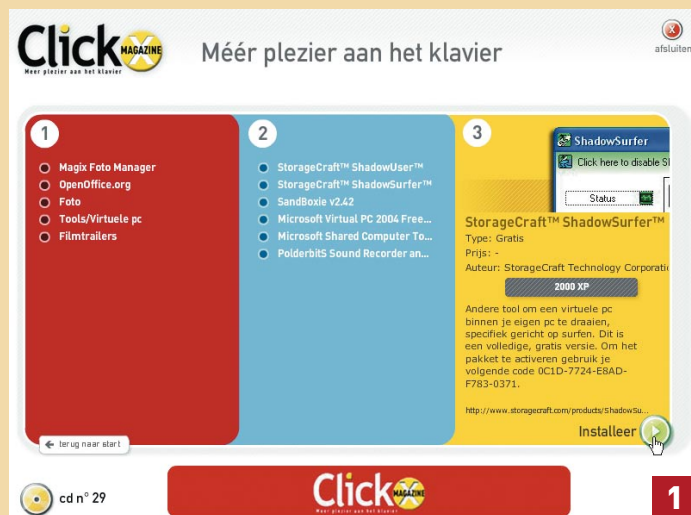 Click X MAGAZINE
Meer plezier aan het klavier
Méér plezier aan het klavier
afsluiten
1
Magix Foto Manager
OpenOffice.org
Foto
Tools/Virtuele pc
Filmtrailers
2
StorageCraft™ ShadowUser™
StorageCraft™ ShadowSurfer™
SandBoxie v2.42
Microsoft Virtual PC 2004 Free...
Microsoft Shared Computer To...
PolderbitS Sound Recorder an...
3
ShadowSurfer
Click here to disable S
Status
StorageCraft™ ShadowSurfer™
Type: Gratis
Prijs: -
Auteur: StorageCraft Technology Corporati
2000 XP
Andere tool om een virtuele pc
binnen je eigen pc te draaien,
specifiek gericht op surfen. Dit is
een volledige, gratis versie. Om het
pakket te activeren gebruik je
volgende code 0C1D-7724-E8AD-
F783-0371.
http://www.storagecraft.com/products/ShadowSu...
Installeer
terug naar start
cd n° 29
Click X MAGAZINE
Meer plezier aan het klavier
1